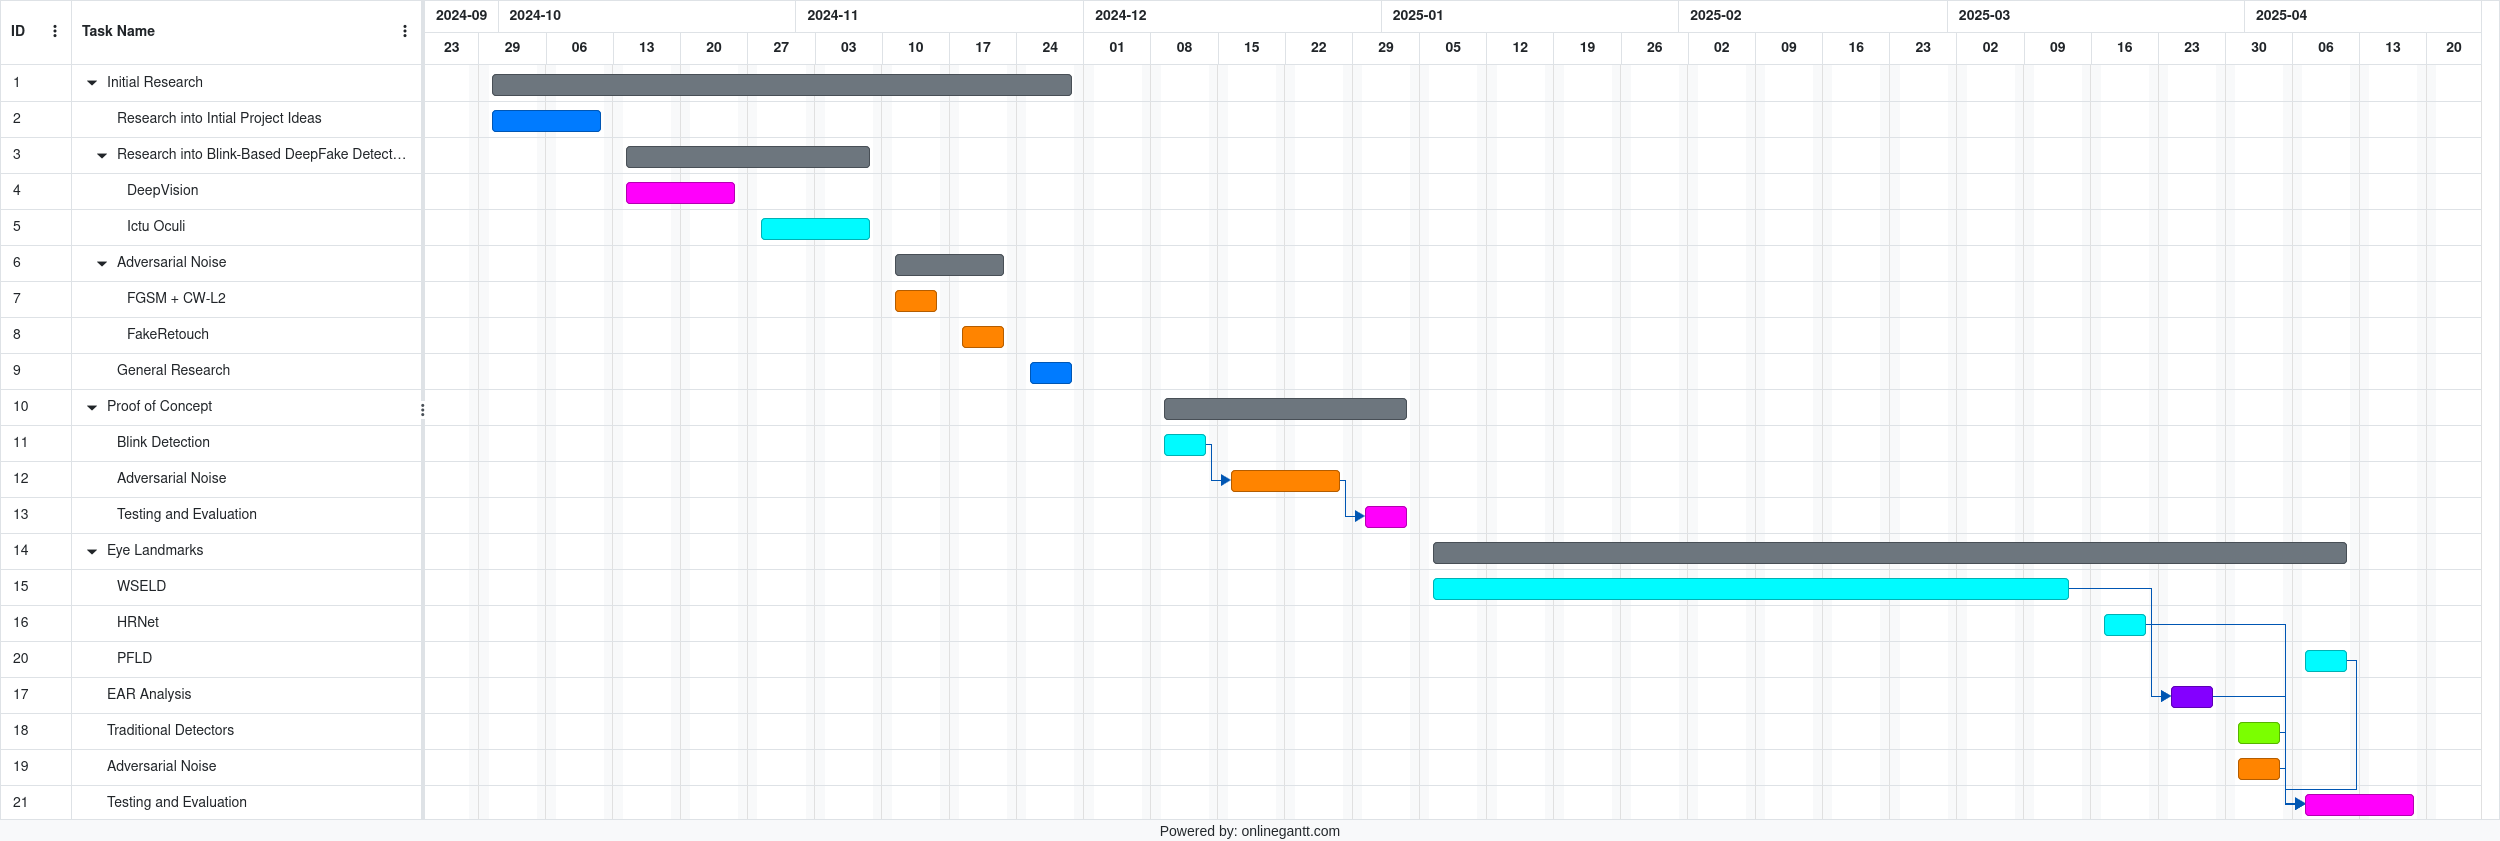 ID Task Name 2024-09 2024-10 2024-11 2024-12 2025-01 2025-02 2025-03 2025-04
23 29 06 13 20 27 03 10 17 24 01 08 15 22 29 05 12 19 26 02 09 16 23 02 09 16 23 30 06 13 20
1 Initial Research
2 Research into Intial Project Ideas
3 Research into Blink-Based DeepFake Detect...
4 DeepVision
5 Ictu Oculi
6 Adversarial Noise
7 FGSM + CW-L2
8 FakeRetouch
9 General Research
10 Proof of Concept
11 Blink Detection
12 Adversarial Noise
13 Testing and Evaluation
14 Eye Landmarks
15 WSELD
16 HRNet
20 PFLD
17 EAR Analysis
18 Traditional Detectors
19 Adversarial Noise
21 Testing and Evaluation
Powered by: onlinegantt.com